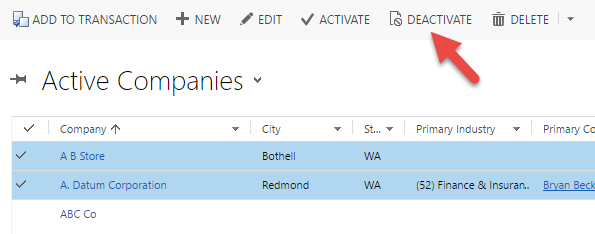 ADD TO TRANSACTION NEW EDIT ACTIVATE DEACTIVATE DELETE
Active Companies
Company City St... Primary Industry Primary Co
A B Store Bothell WA
A. Datum Corporation Redmond WA (52) Finance & Insuran.. Bryan Beck
ABC Co